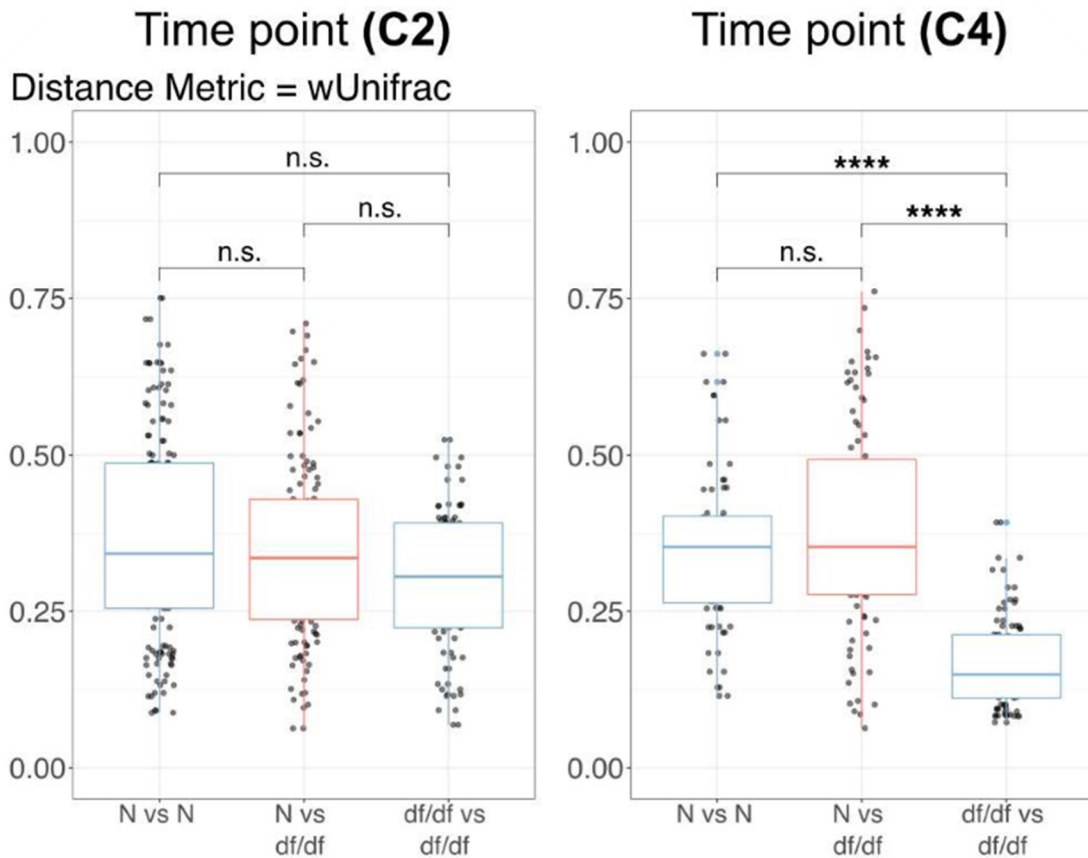 Time point (C2)
Time point (C4)
Distance Metric = wUnifrac
1.00
0.75
0.50
0.25
0.00
n.s.
n.s.
n.s.
N vs N
N vs
df/df
df/df vs
df/df
1.00
0.75
0.50
0.25
0.00
****
****
n.s.
N vs N
N vs
df/df
df/df vs
df/df